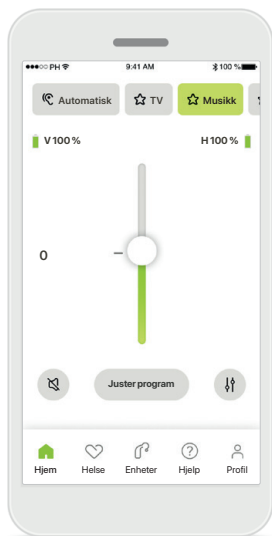 ●●●○○ PH 9:41 AM 100 %
Automatisk TV Musikk
V 100 % H 100 %
0
Juster program
Hjem Helse Enheter Hjelp Profil